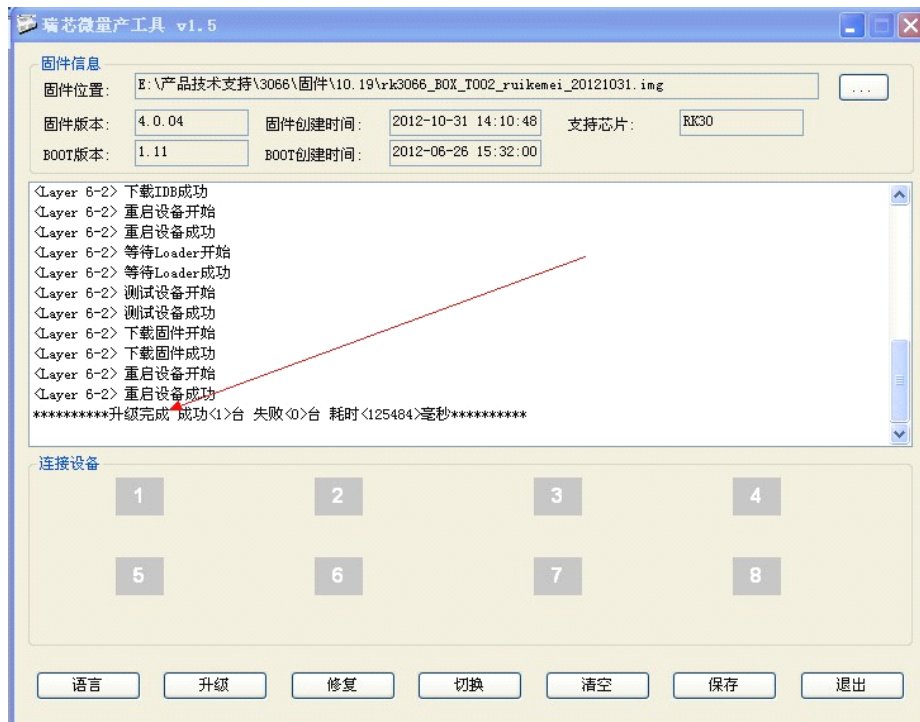 瑞芯微量产工具 v1.5
固件信息
固件位置: E:\产品技术支持\3066\固件\10.19\rk3066_BOX_T002_ruikemei_20121031.img ...
固件版本: 4.0.04 固件创建时间: 2012-10-31 14:10:48 支持芯片: RK30
BOOT版本: 1.11 BOOT创建时间: 2012-06-26 15:32:00
<Layer 6-2> 下载IDB成功
<Layer 6-2> 重启设备开始
<Layer 6-2> 重启设备成功
<Layer 6-2> 等待Loader开始
<Layer 6-2> 等待Loader成功
<Layer 6-2> 测试设备开始
<Layer 6-2> 测试设备成功
<Layer 6-2> 下载固件开始
<Layer 6-2> 下载固件成功
<Layer 6-2> 重启设备开始
<Layer 6-2> 重启设备成功
**********升级完成 成功<1>台 失败<0>台 耗时<125484>毫秒**********
连接设备
1 2 3 4
5 6 7 8
语言 升级 修复 切换 清空 保存 退出